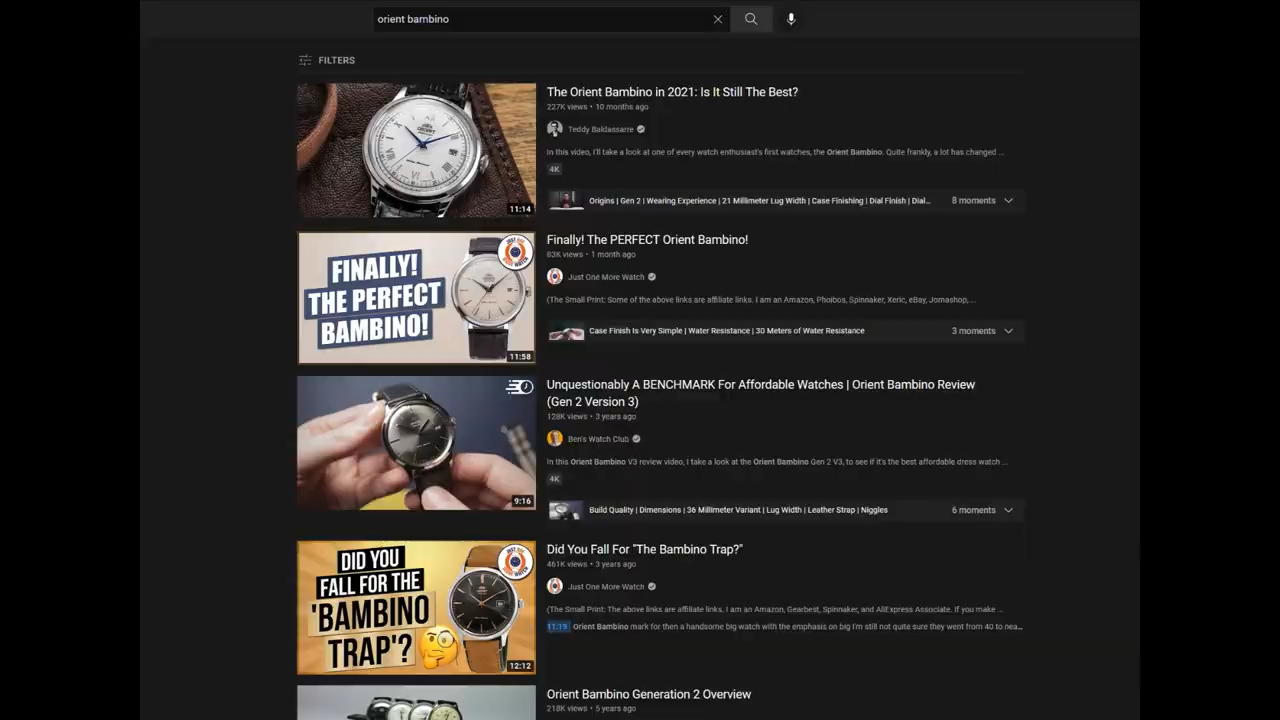 orient bambino
FILTERS
The Orient Bambino in 2021: Is It Still The Best?
227K views • 10 months ago
Teddy Baldassarre
In this video, I'll take a look at one of every watch enthusiast's first watches, the Orient Bambino. Quite frankly, a lot has changed ...
4K
Origins | Gen 2 | Wearing Experience | 21 Millimeter Lug Width | Case Finishing | Dial Finish | Dial...
8 moments
11:14
FINALLY!
THE PERFECT
BAMBINO!
11:58
Finally! The PERFECT Orient Bambino!
83K views • 1 month ago
Just One More Watch
(The Small Print: Some of the above links are affiliate links. I am an Amazon, Phoibos, Spinnaker, Xeric, eBay, Jomashop, ...
Case Finish Is Very Simple | Water Resistance | 30 Meters of Water Resistance
3 moments
9:16
Unquestionably A BENCHMARK For Affordable Watches | Orient Bambino Review
(Gen 2 Version 3)
128K views • 3 years ago
Ben's Watch Club
In this Orient Bambino V3 review video, I take a look at the Orient Bambino Gen 2 V3, to see if it's the best affordable dress watch ...
4K
Build Quality | Dimensions | 36 Millimeter Variant | Lug Width | Leather Strap | Niggles
6 moments
DID YOU
FALL FOR THE
'BAMBINO
TRAP'?
12:12
Did You Fall For "The Bambino Trap?"
461K views • 3 years ago
Just One More Watch
(The Small Print: The above links are affiliate links. I am an Amazon, Gearbest, Spinnaker, and AliExpress Associate. If you make ...
11:19 Orient Bambino mark for then a handsome big watch with the emphasis on big I'm still not quite sure they went from 40 to nea...
Orient Bambino Generation 2 Overview
218K views • 5 years ago